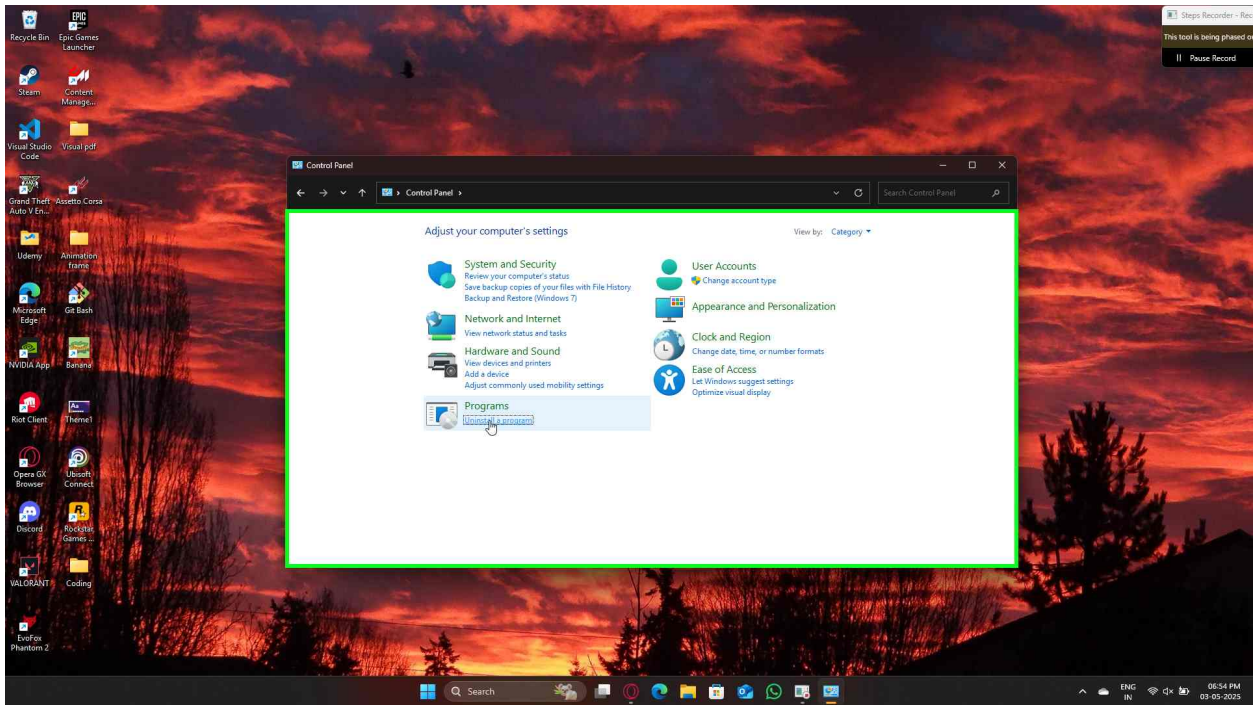 Recycle Bin
Epic Games
Launcher
Steam
Content
Manage...
Visual Studio
Code
Visual pdf
Grand Theft
Auto V En...
Assetto Corsa
Udemy
Animation
frame
Microsoft
Edge
Git Bash
NVIDIA App
Banana
Riot Client
Theme1
Opera GX
Browser
Ubisoft
Connect
Discord
Rockstar
Games ...
VALORANT
Coding
EvoFox
Phantom 2
Steps Recorder - Rec
This tool is being phased o
Pause Record
Control Panel
Control Panel
Search Control Panel
Adjust your computer's settings
View by: Category
System and Security
Review your computer's status
Save backup copies of your files with File History
Backup and Restore (Windows 7)
Network and Internet
View network status and tasks
Hardware and Sound
View devices and printers
Add a device
Adjust commonly used mobility settings
Programs
Uninstall a program
User Accounts
Change account type
Appearance and Personalization
Clock and Region
Change date, time, or number formats
Ease of Access
Let Windows suggest settings
Optimize visual display
Search
ENG
IN
06:54 PM
03-05-2025